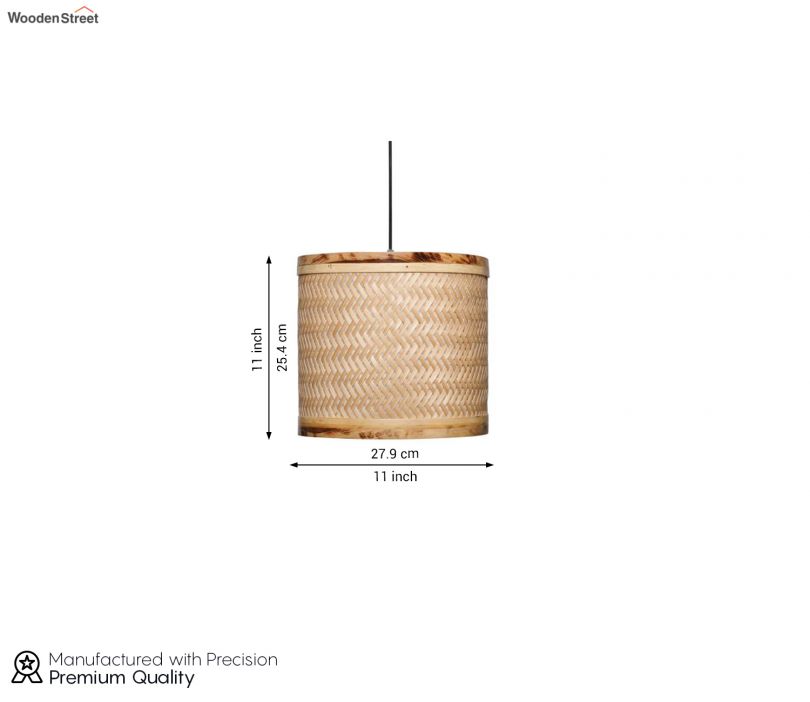 WoodenStreet
11 inch
25.4 cm
27.9 cm
11 inch
Manufactured with Precision
Premium Quality